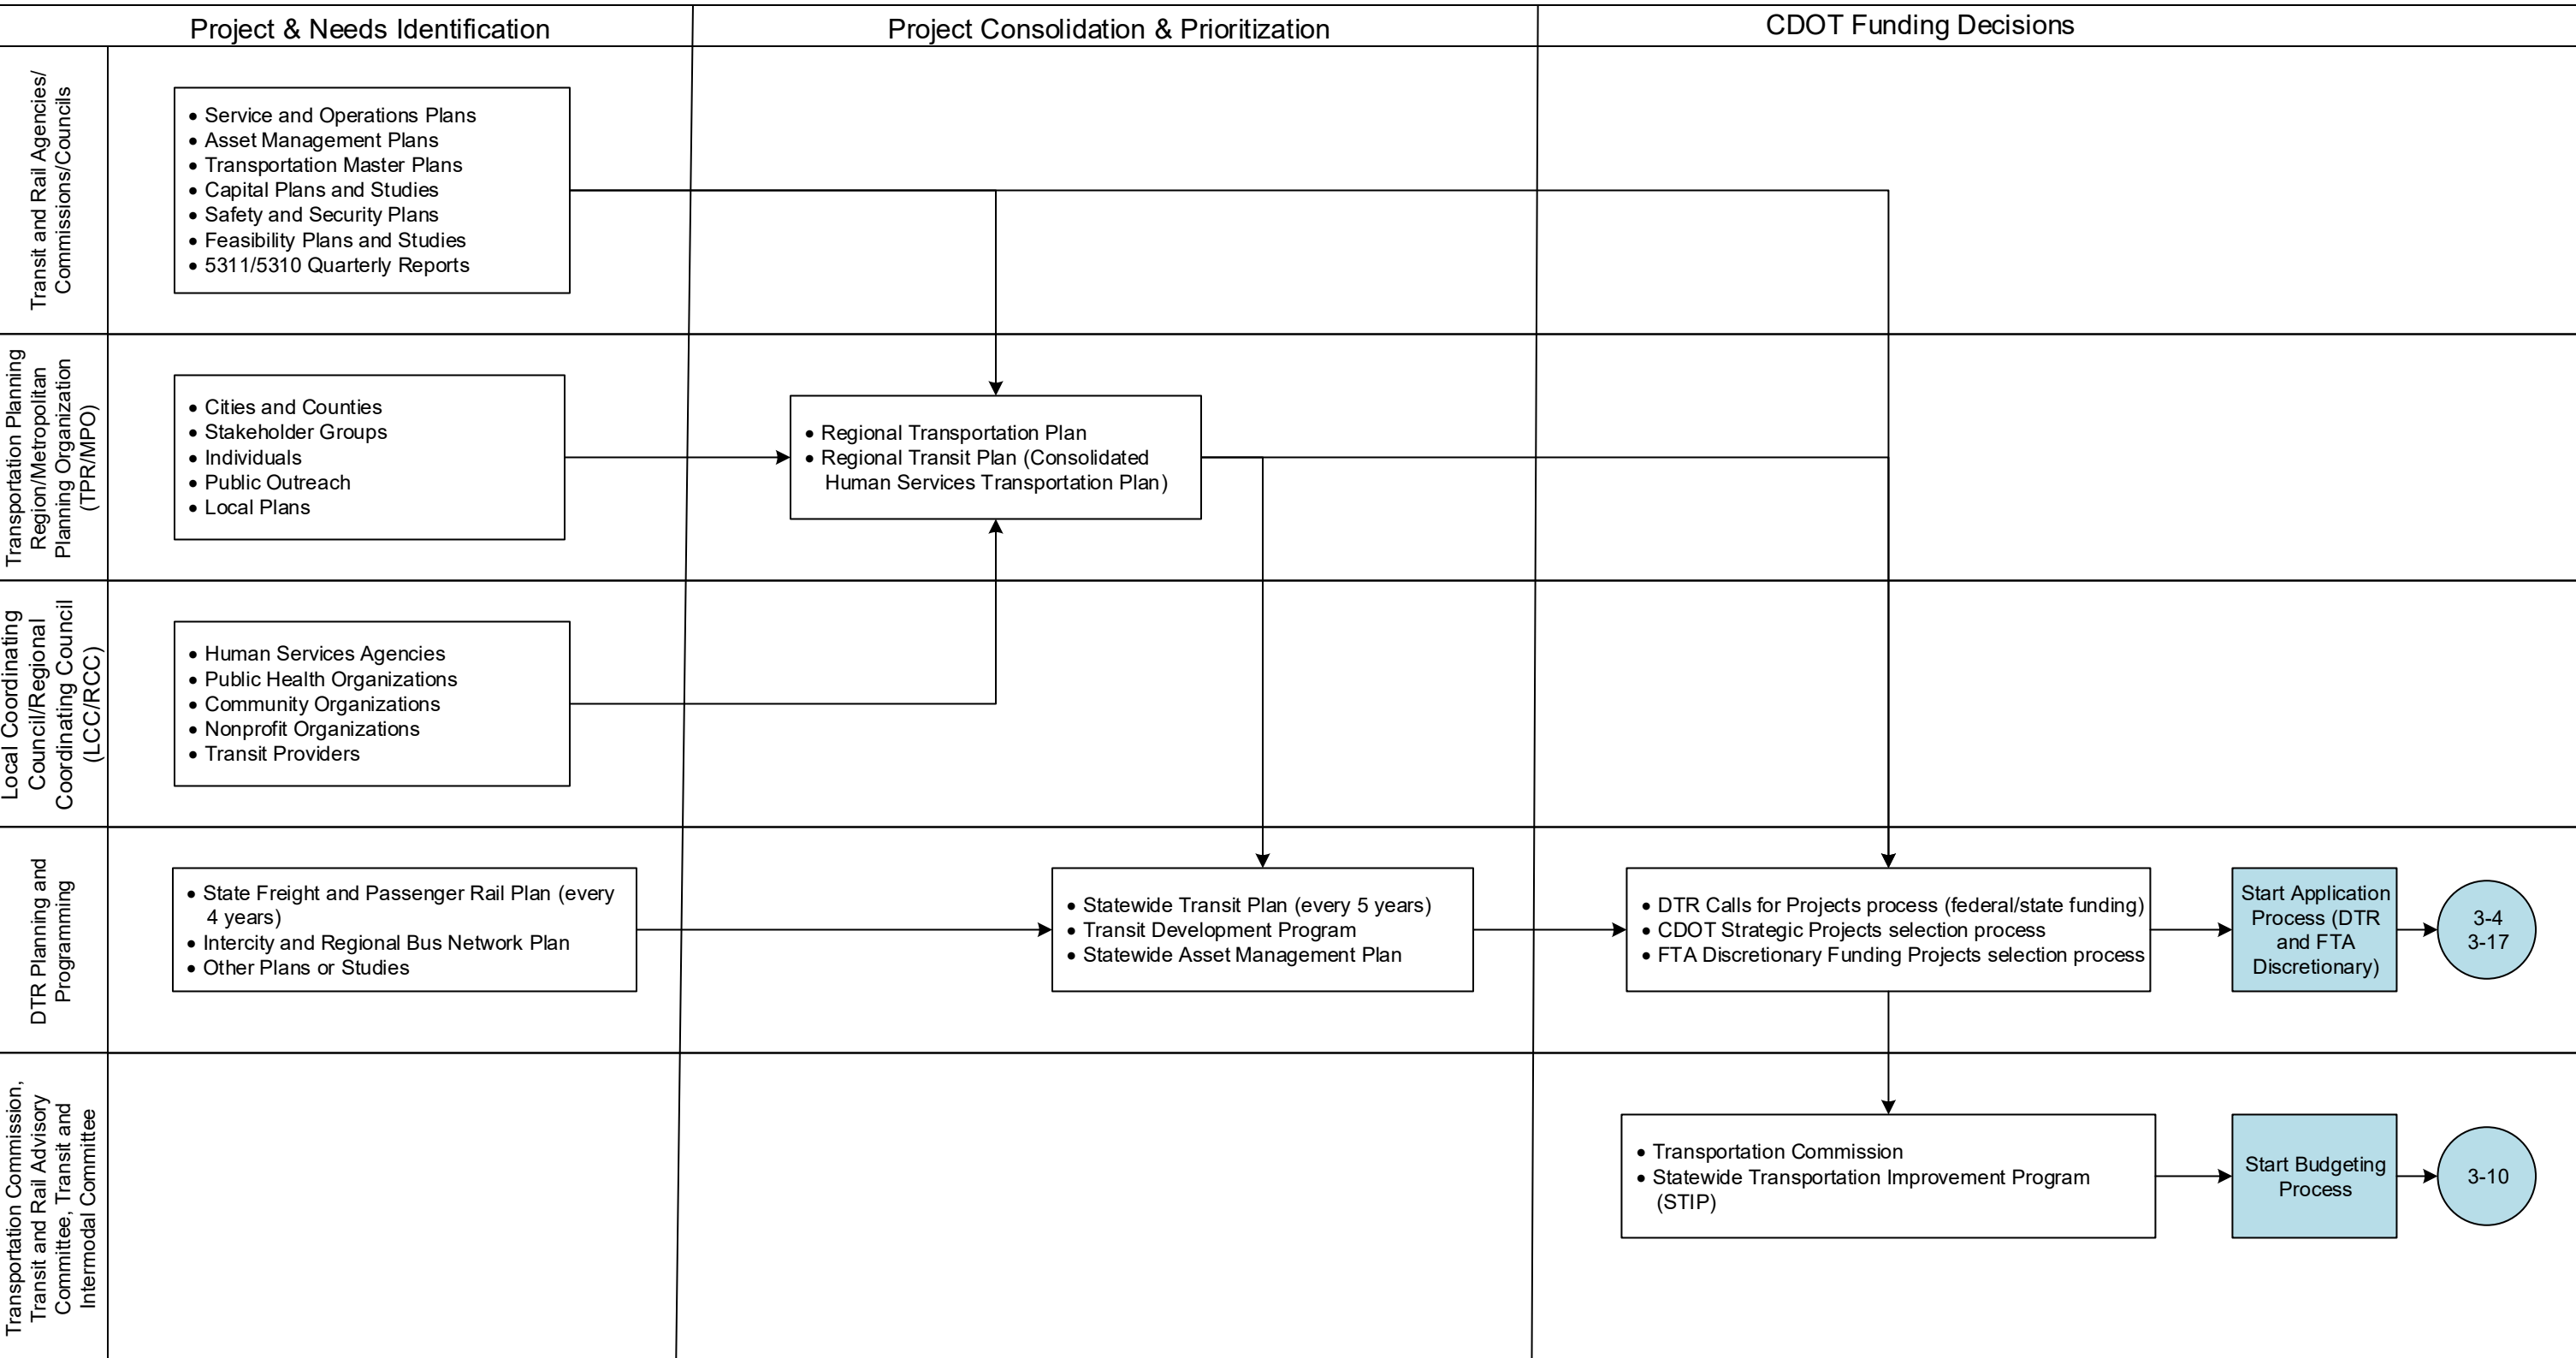 Project & Needs Identification
Project Consolidation & Prioritization
CDOT Funding Decisions
Transit and Rail Agencies/
Commissions/Councils
• Service and Operations Plans
• Asset Management Plans
• Transportation Master Plans
• Capital Plans and Studies
• Safety and Security Plans
• Feasibility Plans and Studies
• 5311/5310 Quarterly Reports
Transportation Planning
Region/Metropolitan
Planning Organization
(TPR/MPO)
• Cities and Counties
• Stakeholder Groups
• Individuals
• Public Outreach
• Local Plans
• Regional Transportation Plan
• Regional Transit Plan (Consolidated
Human Services Transportation Plan)
Local Coordinating
Council/Regional
Coordinating Council
(LCC/RCC)
• Human Services Agencies
• Public Health Organizations
• Community Organizations
• Nonprofit Organizations
• Transit Providers
DTR Planning and
Programming
• State Freight and Passenger Rail Plan (every
4 years)
• Intercity and Regional Bus Network Plan
• Other Plans or Studies
• Statewide Transit Plan (every 5 years)
• Transit Development Program
• Statewide Asset Management Plan
• DTR Calls for Projects process (federal/state funding)
• CDOT Strategic Projects selection process
• FTA Discretionary Funding Projects selection process
Start Application
Process (DTR
and FTA
Discretionary)
3-4
3-17
Transportation Commission,
Transit and Rail Advisory
Committee, Transit and
Intermodal Committee
• Transportation Commission
• Statewide Transportation Improvement Program
(STIP)
Start Budgeting
Process
3-10